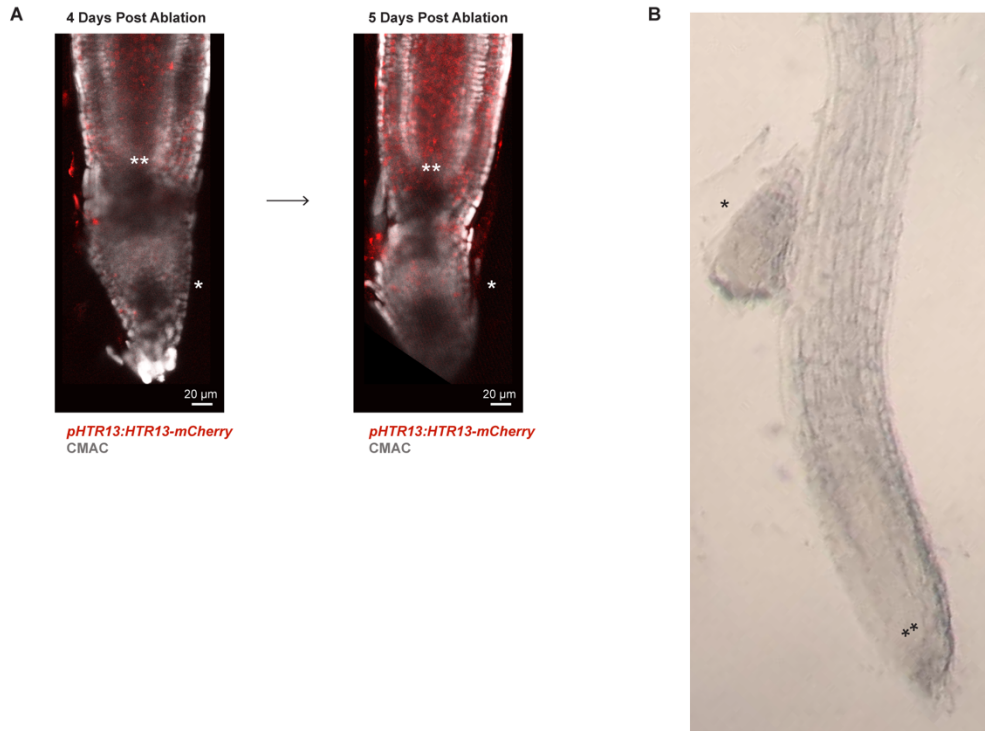 A
4 Days Post Ablation
**
*
20 µm
pHTR13:HTR13-mCherry
CMAC
5 Days Post Ablation
**
*
20 µm
pHTR13:HTR13-mCherry
CMAC
B
*
**